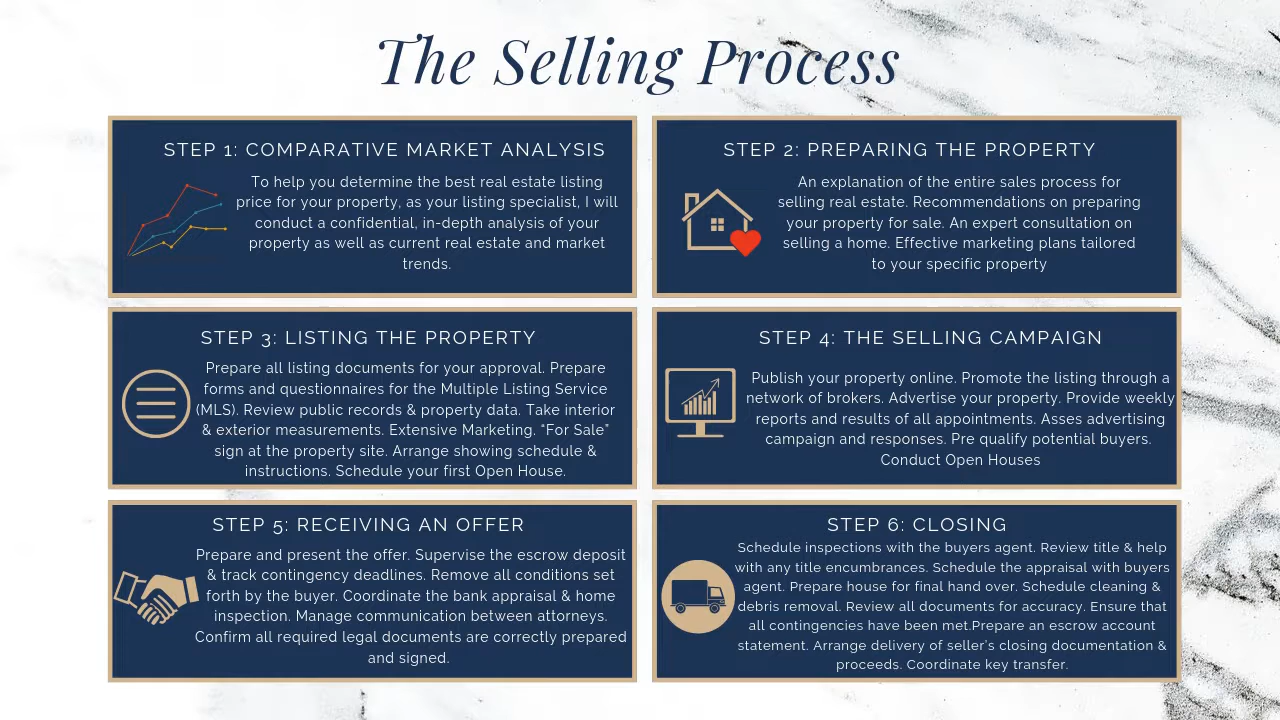 The Selling Process
STEP 1: COMPARATIVE MARKET ANALYSIS
To help you determine the best real estate listing
price for your property, as your listing specialist, I will
conduct a confidential, in-depth analysis of your
property as well as current real estate and market
trends.
STEP 2: PREPARING THE PROPERTY
An explanation of the entire sales process for
selling real estate. Recommendations on preparing
your property for sale. An expert consultation on
selling a home. Effective marketing plans tailored
to your specific property
STEP 3: LISTING THE PROPERTY
Prepare all listing documents for your approval. Prepare
forms and questionnaires for the Multiple Listing Service
(MLS). Review public records & property data. Take interior
& exterior measurements. Extensive Marketing. “For Sale”
sign at the property site. Arrange showing schedule &
instructions. Schedule your first Open House.
STEP 4: THE SELLING CAMPAIGN
Publish your property online. Promote the listing through a
network of brokers. Advertise your property. Provide weekly
reports and results of all appointments. Asses advertising
campaign and responses. Pre qualify potential buyers.
Conduct Open Houses
STEP 5: RECEIVING AN OFFER
Prepare and present the offer. Supervise the escrow deposit
& track contingency deadlines. Remove all conditions set
forth by the buyer. Coordinate the bank appraisal & home
inspection. Manage communication between attorneys.
Confirm all required legal documents are correctly prepared
and signed.
STEP 6: CLOSING
Schedule inspections with the buyers agent. Review title & help
with any title encumbrances. Schedule the appraisal with buyers
agent. Prepare house for final hand over. Schedule cleaning &
debris removal. Review all documents for accuracy. Ensure that
all contingencies have been met.Prepare an escrow account
statement. Arrange delivery of seller’s closing documentation &
proceeds. Coordinate key transfer.